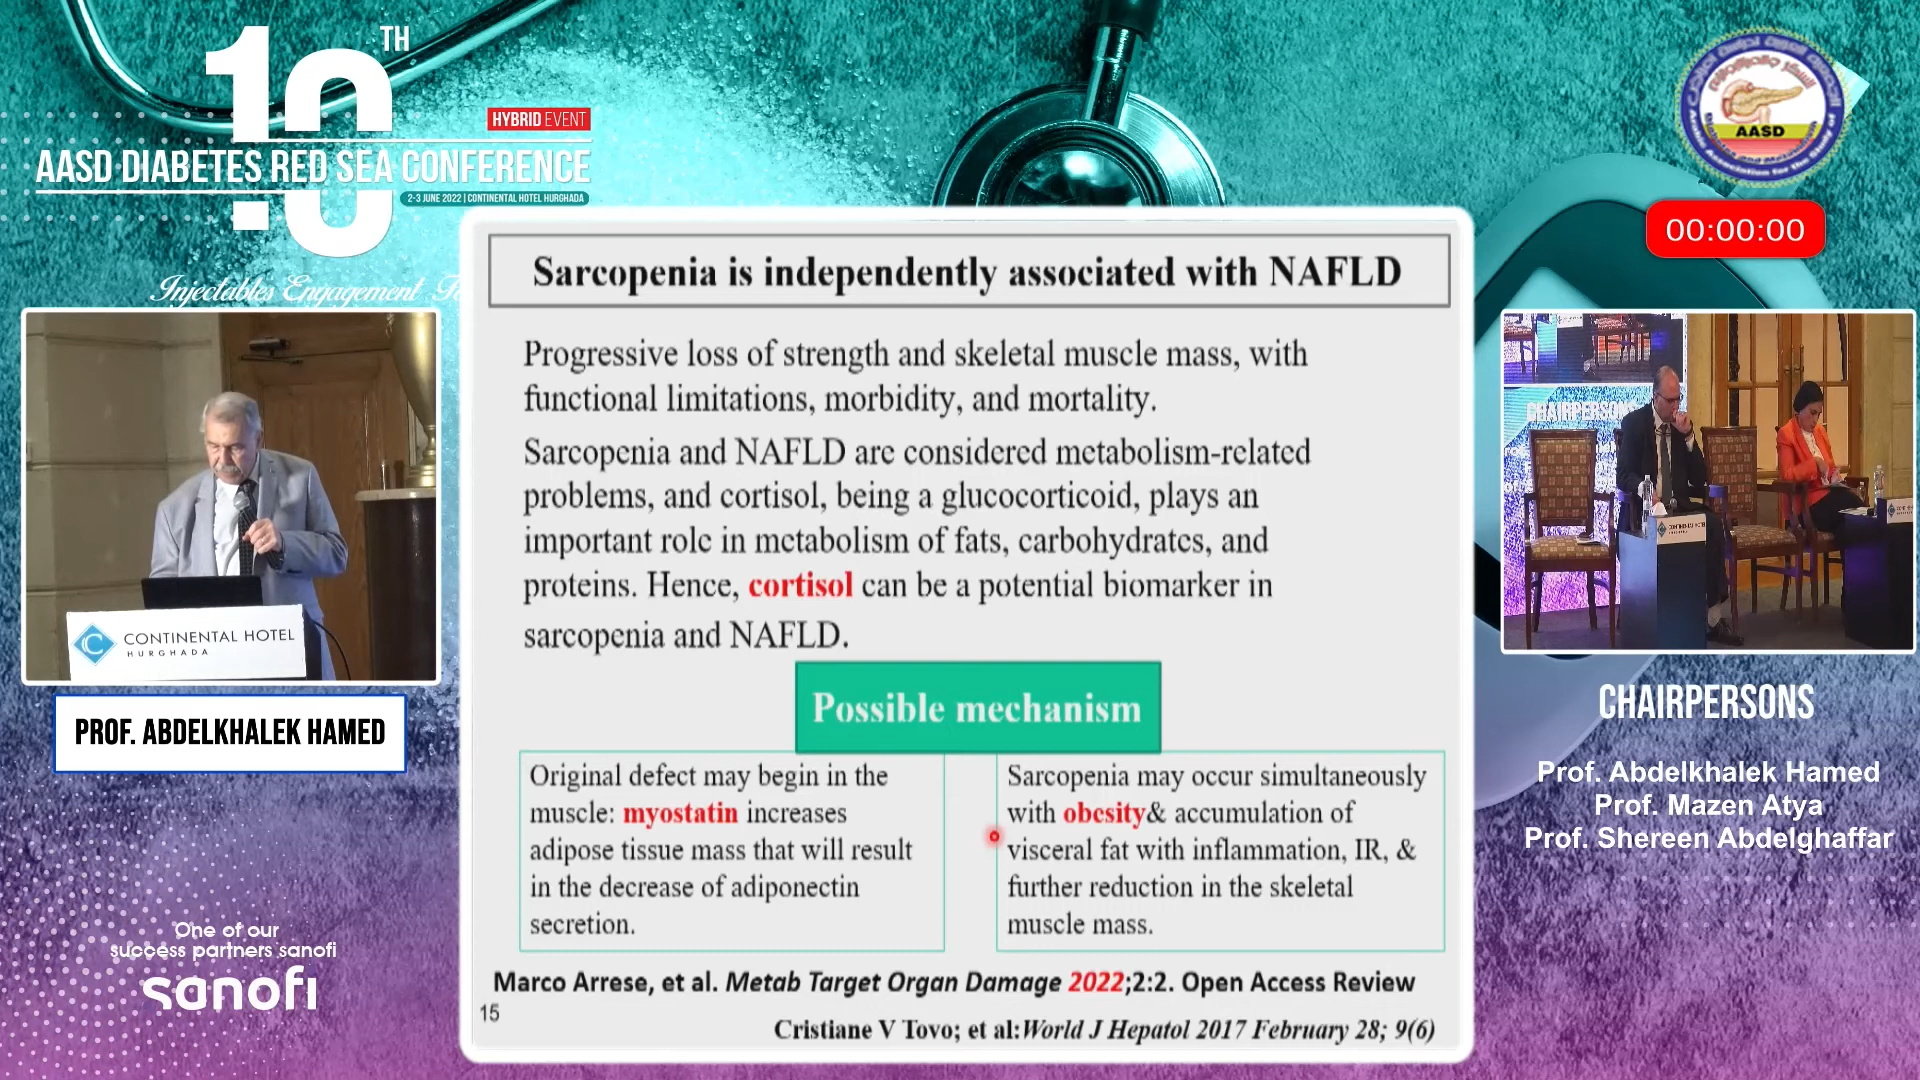 10TH
HYBRID EVENT
AASD DIABETES RED SEA CONFERENCE
2-3 JUNE 2022 | CONTINENTAL HOTEL HURGHADA
Injectables Engagement
AASD
00:00:00
Sarcopenia is independently associated with NAFLD
Progressive loss of strength and skeletal muscle mass, with
functional limitations, morbidity, and mortality.
Sarcopenia and NAFLD are considered metabolism-related
problems, and cortisol, being a glucocorticoid, plays an
important role in metabolism of fats, carbohydrates, and
proteins. Hence, cortisol can be a potential biomarker in
sarcopenia and NAFLD.
Possible mechanism
Original defect may begin in the
muscle: myostatin increases
adipose tissue mass that will result
in the decrease of adiponectin
secretion.
Sarcopenia may occur simultaneously
with obesity& accumulation of
visceral fat with inflammation, IR, &
further reduction in the skeletal
muscle mass.
Marco Arrese, et al. Metab Target Organ Damage 2022;2:2. Open Access Review
15
Cristiane V Tovo; et al:World J Hepatol 2017 February 28; 9(6)
CONTINENTAL HOTEL
HURGHADA
PROF. ABDELKHALEK HAMED
One of our
success partners sanofi
sanofi
CHAIRPERSONS
CHAIRPERSONS
Prof. Abdelkhalek Hamed
Prof. Mazen Atya
Prof. Shereen Abdelghaffar